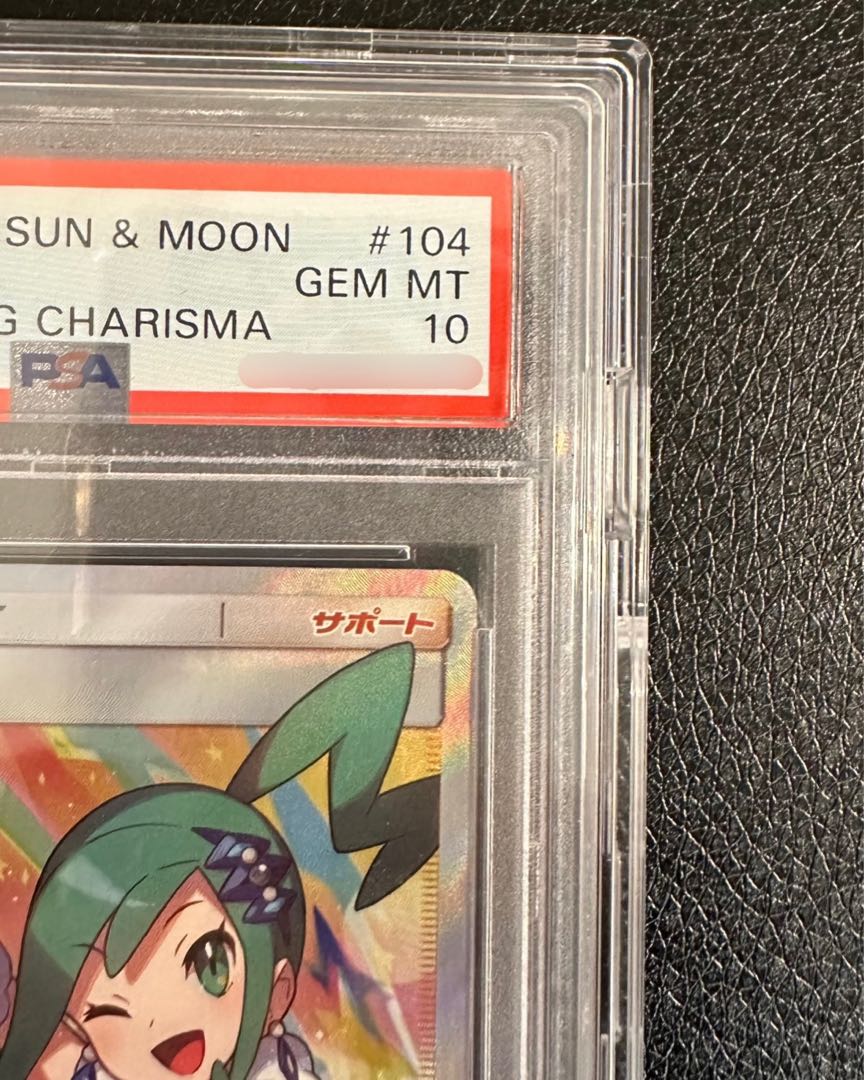 SUN & MOON #104
GEM MT
G CHARISMA 10
PSA
サポート